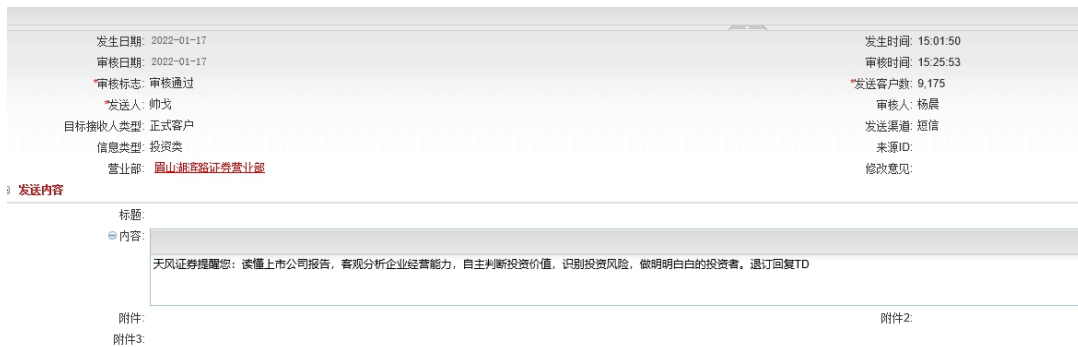 发生日期: 2022-01-17 发生时间: 15:01:50
审核日期: 2022-01-17 审核时间: 15:25:53
*审核标志: 审核通过 *发送客户数: 9,175
*发送人: 帅戈 审核人: 杨晨
目标接收人类型: 正式客户 发送渠道: 短信
信息类型: 投资类 来源ID:
营业部: 眉山湖滨路证券营业部 修改意见:
发送内容
标题:
内容:
天风证券提醒您：读懂上市公司报告，客观分析企业经营能力，自主判断投资价值，识别投资风险，做明明白白的投资者。退订回复TD
附件: 附件2:
附件3: